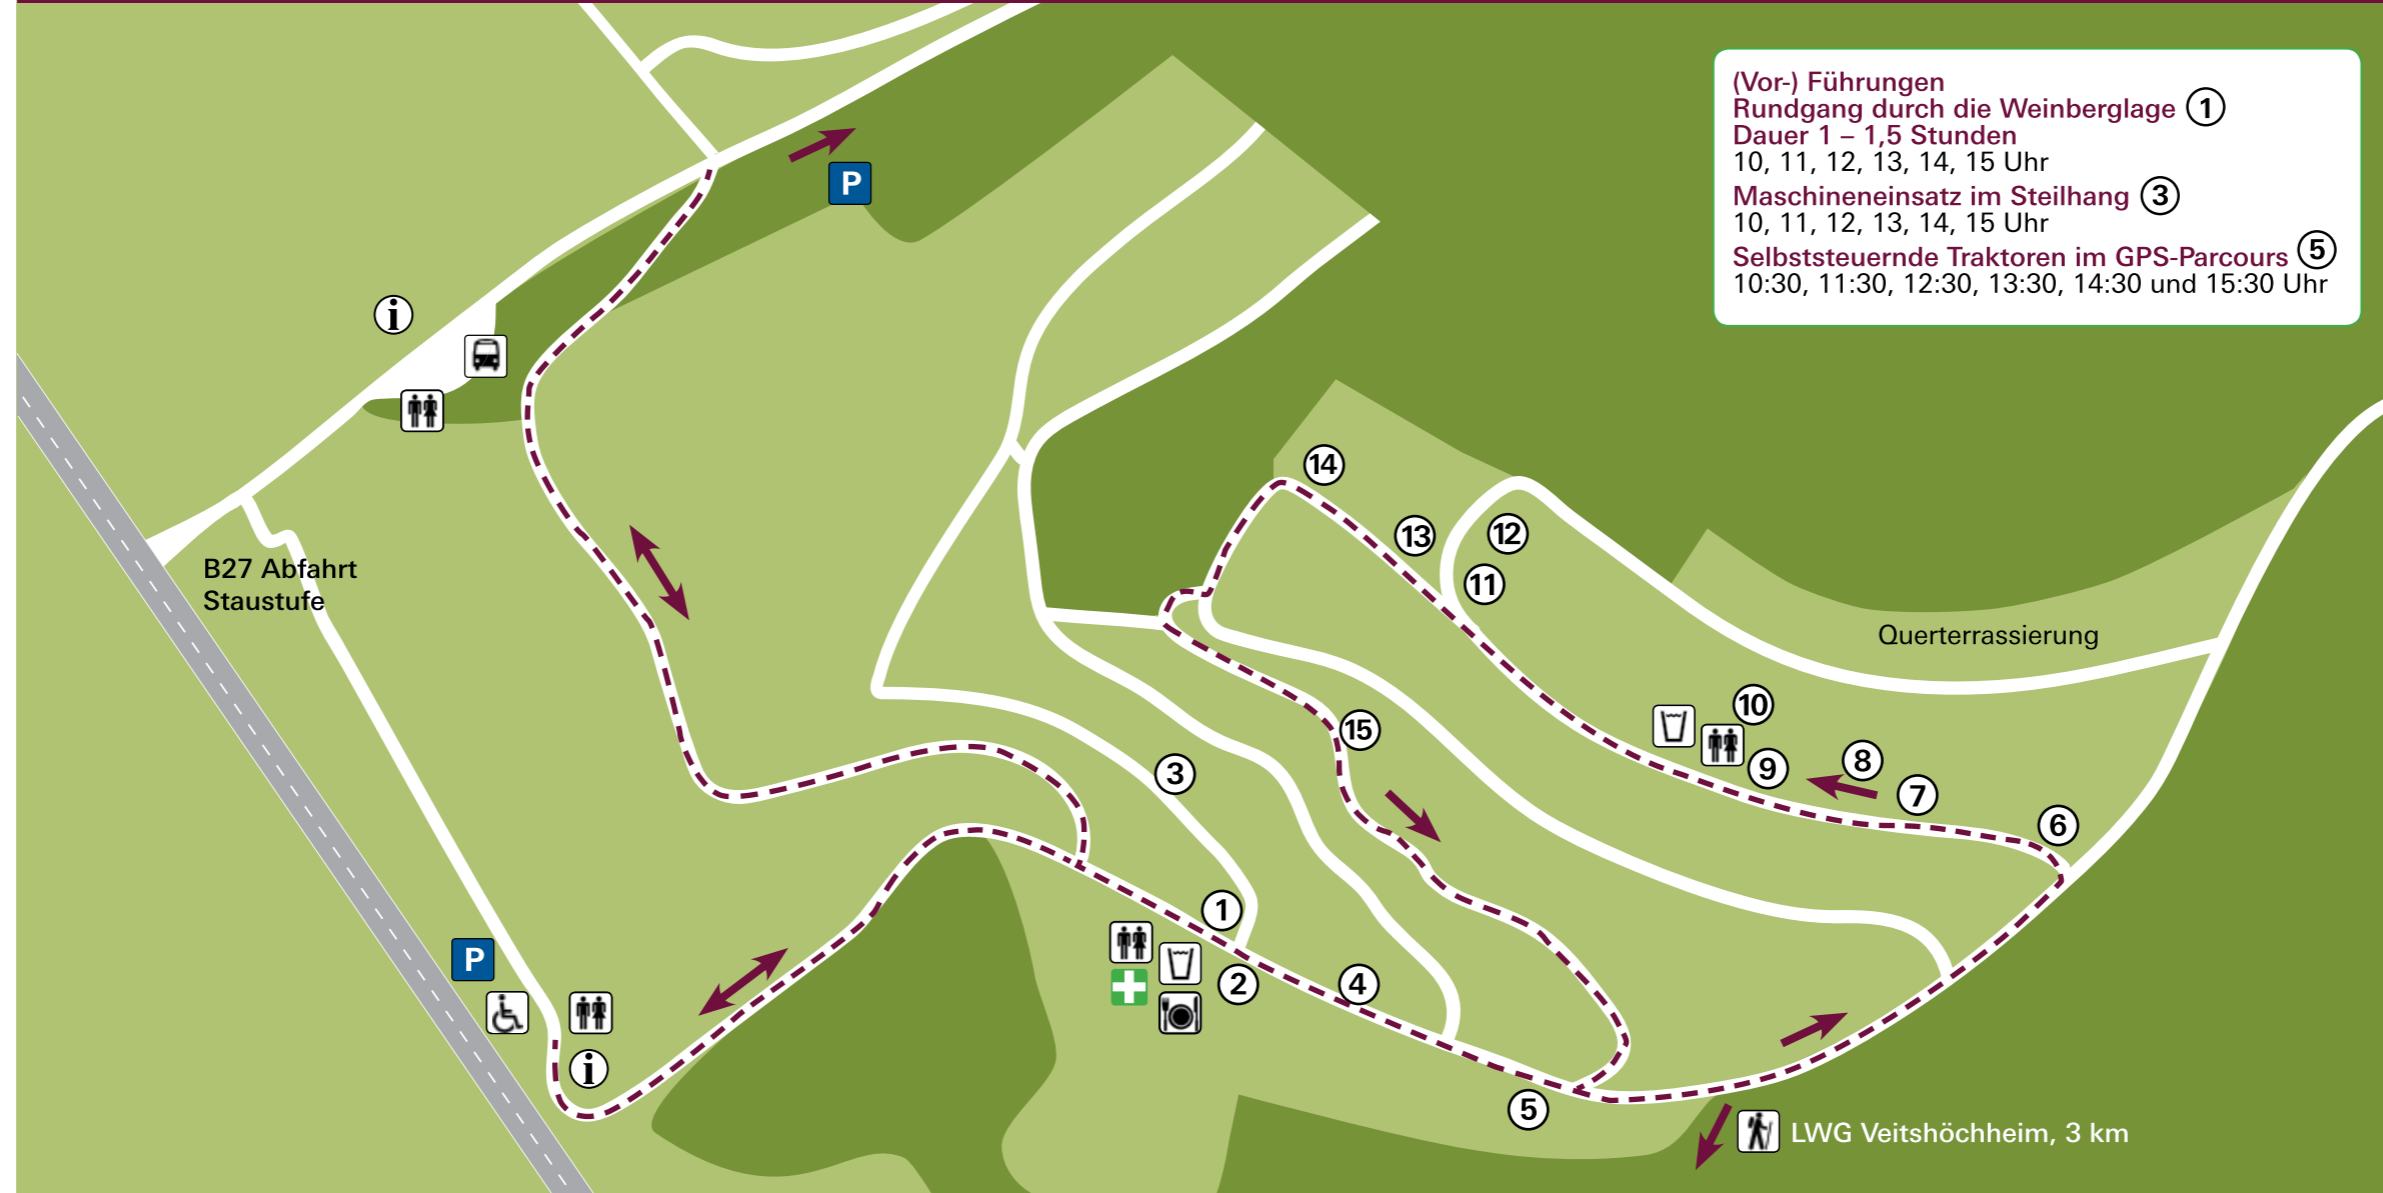 (Vor-) Führungen
Rundgang durch die Weinberglage 1
Dauer 1 – 1,5 Stunden
10, 11, 12, 13, 14, 15 Uhr
Maschineneinsatz im Steilhang 3
10, 11, 12, 13, 14, 15 Uhr
Selbststeuernde Traktoren im GPS-Parcours 5
10:30, 11:30, 12:30, 13:30, 14:30 und 15:30 Uhr
P
i
14
13
12
11
B27 Abfahrt
Staustufe
Querterrassierung
15
10
3
9
8
7
6
1
P
2
4
i
5
LWG Veitshöchheim, 3 km